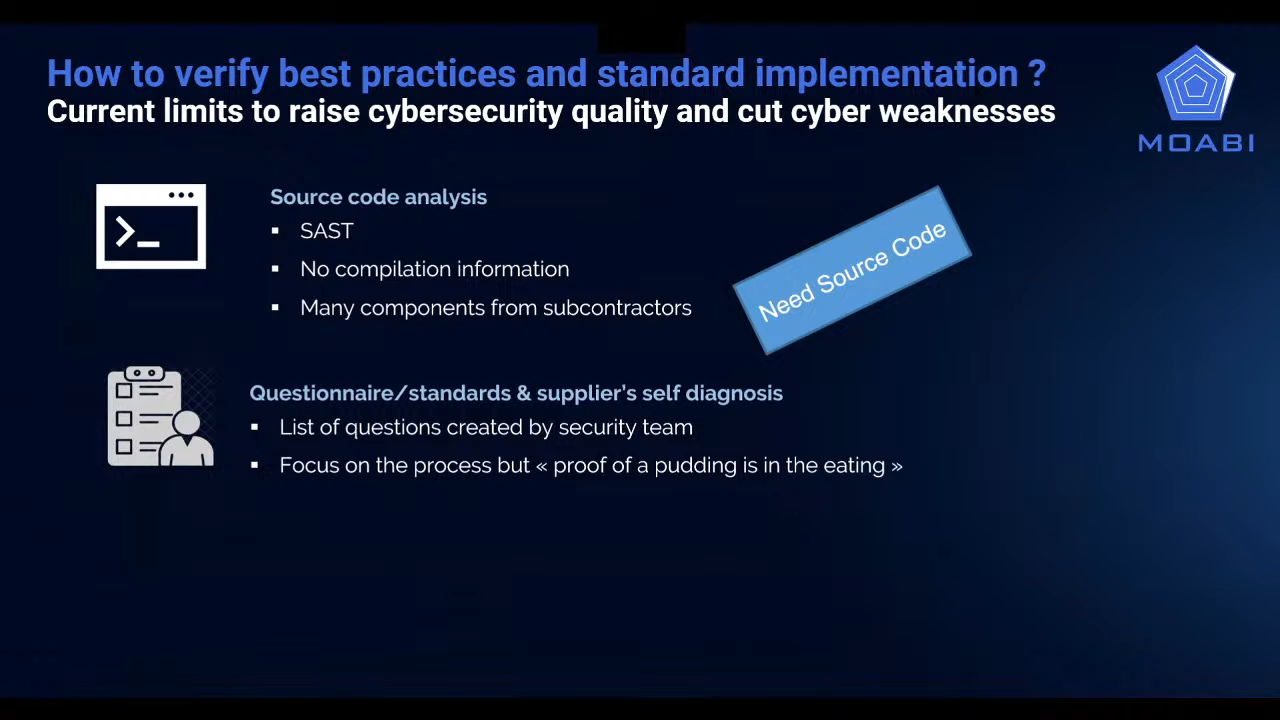 How to verify best practices and standard implementation ?
Current limits to raise cybersecurity quality and cut cyber weaknesses
MOABI
Source code analysis
▪ SAST
▪ No compilation information
▪ Many components from subcontractors
Need Source Code
Questionnaire/standards & supplier's self diagnosis
▪ List of questions created by security team
▪ Focus on the process but « proof of a pudding is in the eating »